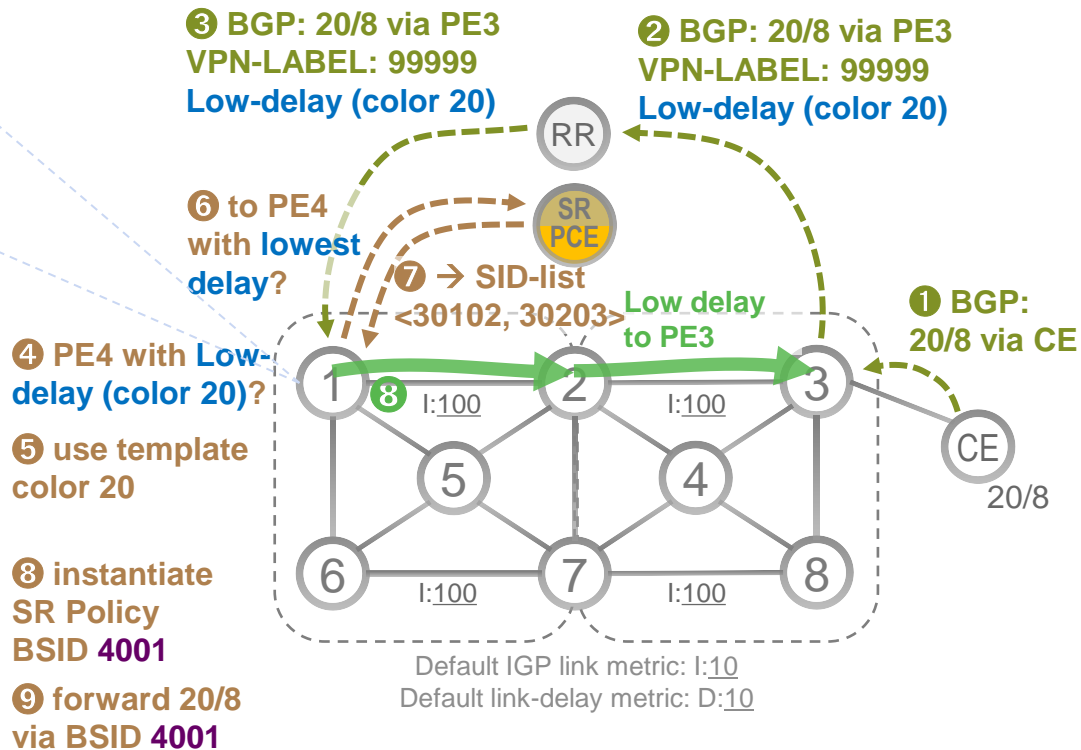 ❸ BGP: 20/8 via PE3
VPN-LABEL: 99999
Low-delay (color 20)
❷ BGP: 20/8 via PE3
VPN-LABEL: 99999
Low-delay (color 20)
RR
❻ to PE4
with lowest
delay?
SR
PCE
❼ → SID-list
<30102, 30203>
Low delay
to PE3
❶ BGP:
20/8 via CE
❹ PE4 with Low-
delay (color 20)?
❺ use template
color 20
1
❽
I:100
2
I:100
3
CE
20/8
5
4
6
I:100
7
I:100
8
❽ instantiate
SR Policy
BSID 4001
❾ forward 20/8
via BSID 4001
Default IGP link metric: I:10
Default link-delay metric: D:10